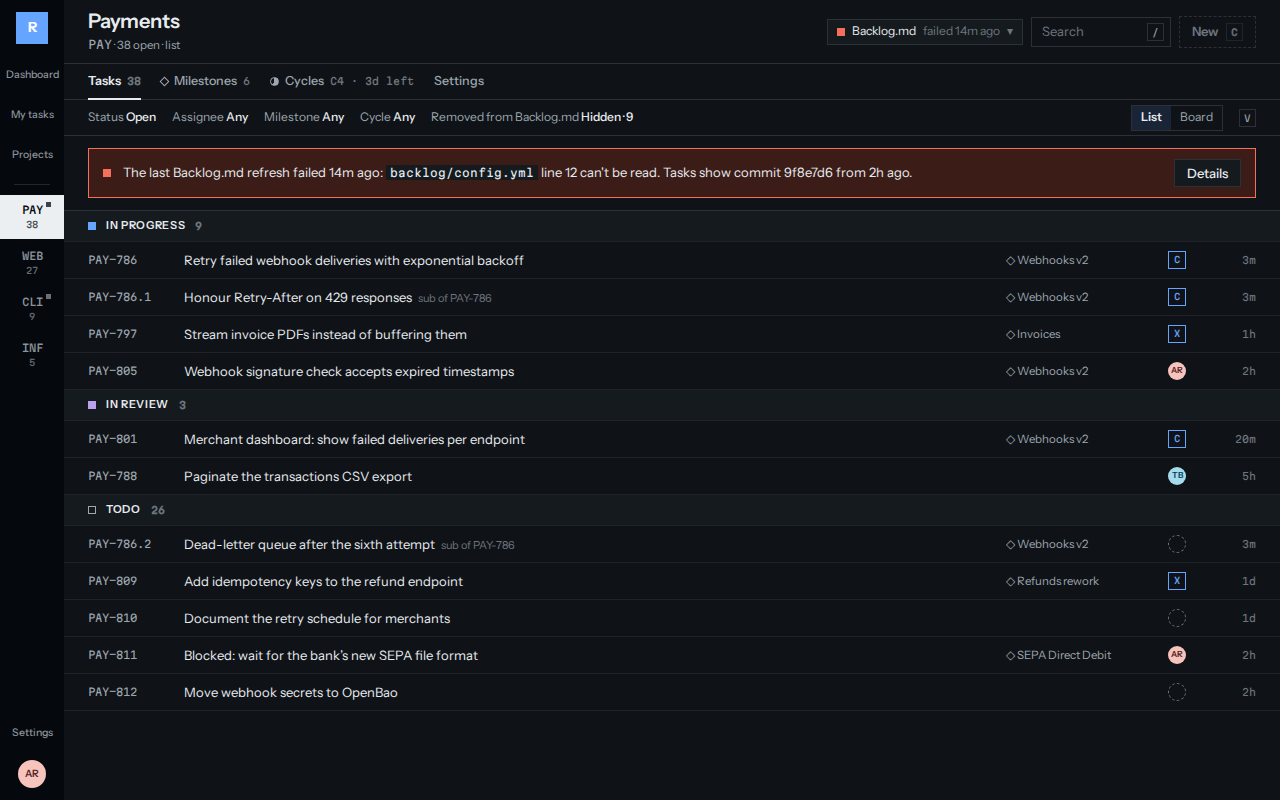 R
Dashboard
My tasks
Projects
PAY
38
WEB
27
CLI
9
INF
5
Settings
AR
Payments
PAY·38 open·list
Backlog.md failed 14m ago ▾
Search /
New C
Tasks 38
Milestones 6
Cycles C4 · 3d left
Settings
Status Open
Assignee Any
Milestone Any
Cycle Any
Removed from Backlog.md Hidden·9
List
Board
V
The last Backlog.md refresh failed 14m ago: backlog/config.yml line 12 can't be read. Tasks show commit 9f8e7d6 from 2h ago.
Details
IN PROGRESS 9
PAY-786 Retry failed webhook deliveries with exponential backoff Webhooks v2 C 3m
PAY-786.1 Honour Retry-After on 429 responses sub of PAY-786 Webhooks v2 C 3m
PAY-797 Stream invoice PDFs instead of buffering them Invoices X 1h
PAY-805 Webhook signature check accepts expired timestamps Webhooks v2 AR 2h
IN REVIEW 3
PAY-801 Merchant dashboard: show failed deliveries per endpoint Webhooks v2 C 20m
PAY-788 Paginate the transactions CSV export TB 5h
TODO 26
PAY-786.2 Dead-letter queue after the sixth attempt sub of PAY-786 Webhooks v2 3m
PAY-809 Add idempotency keys to the refund endpoint Refunds rework X 1d
PAY-810 Document the retry schedule for merchants 1d
PAY-811 Blocked: wait for the bank's new SEPA file format SEPA Direct Debit AR 2h
PAY-812 Move webhook secrets to OpenBao 2h